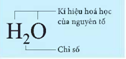 Kí hiệu hoá học
của nguyên tố
H₂O
Chỉ số